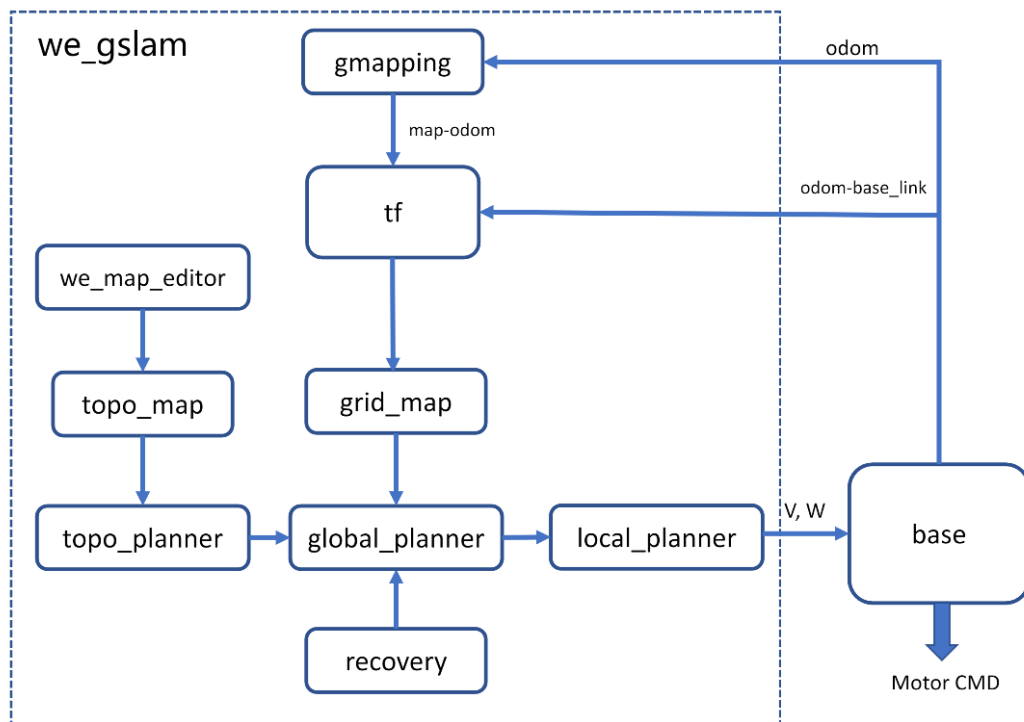 we_gslam
gmapping
odom
map-odom
tf
odom-base_link
we_map_editor
topo_map
grid_map
topo_planner
global_planner
local_planner
V, W
base
recovery
Motor CMD